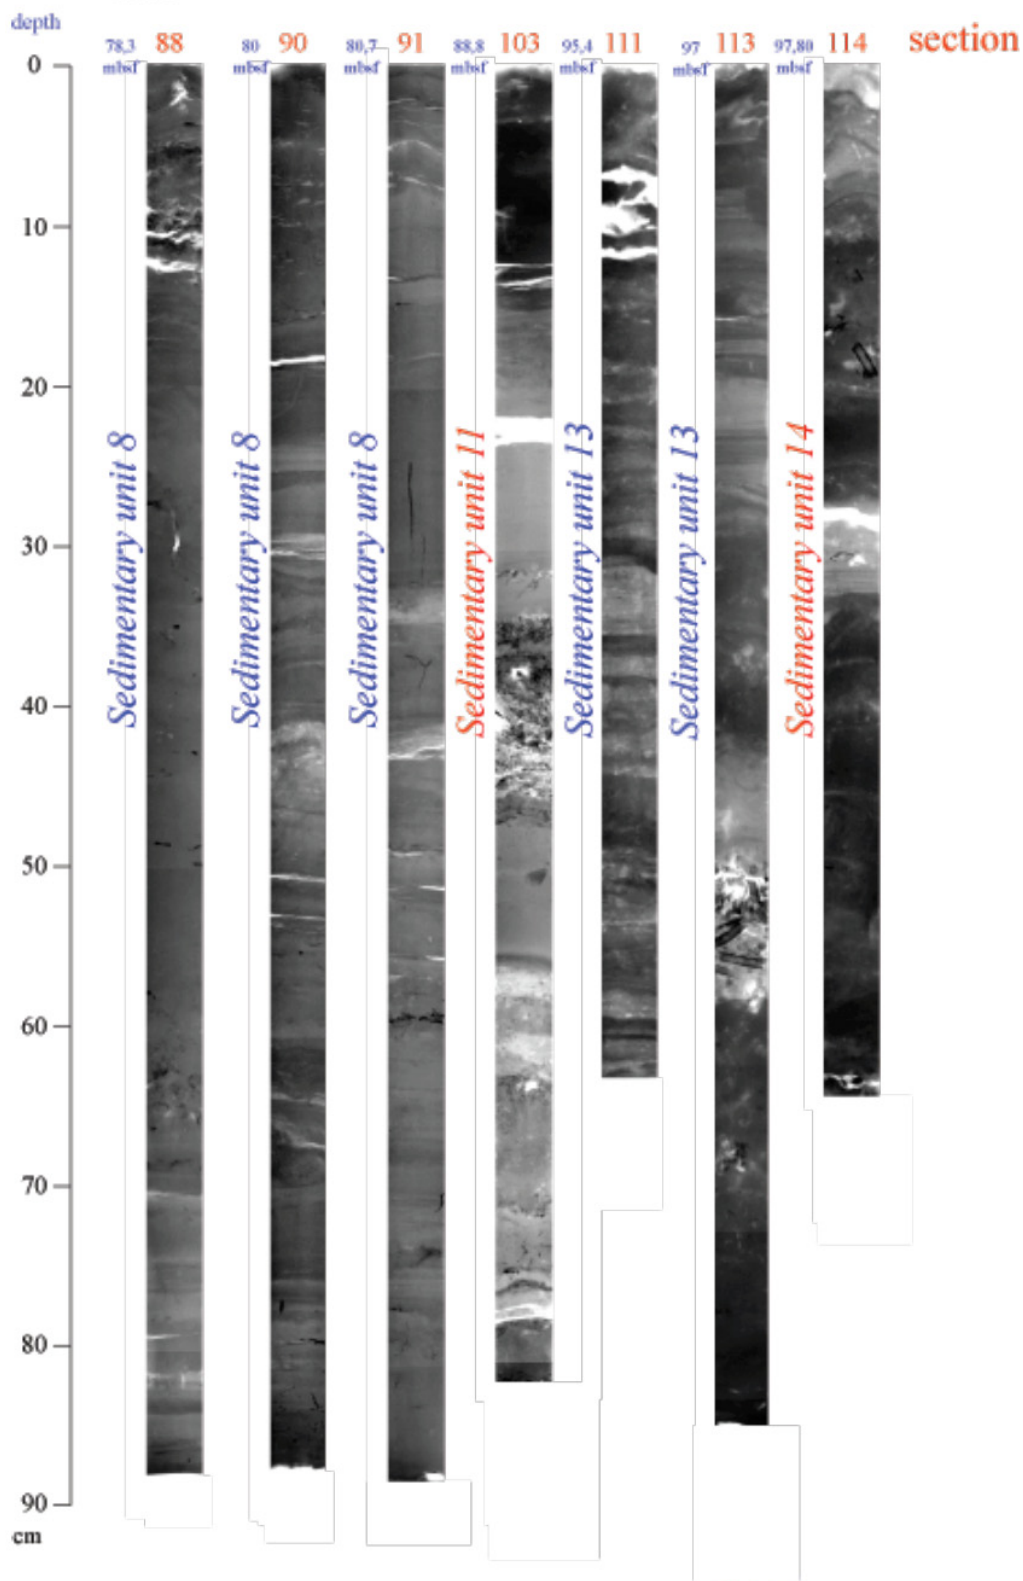 depth
78,3 88 80 90 80,7 91 88,8 103 95,4 111 97 113 97,80 114 section
mbsf mbsf mbsf mbsf mbsf mbsf mbsf
0
10
20
Sedimentary unit 8
Sedimentary unit 8
Sedimentary unit 8
Sedimentary unit 11
Sedimentary unit 13
Sedimentary unit 13
Sedimentary unit 14
30
40
50
60
70
80
90
cm